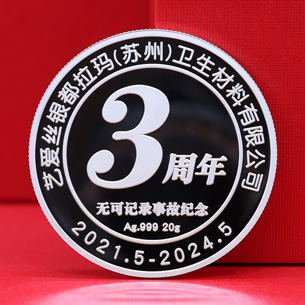 艺爱丝银都拉玛(苏州)卫生材料有限公司
3周年
无可记录事故纪念
Ag.999 20g
2021.5-2024.5